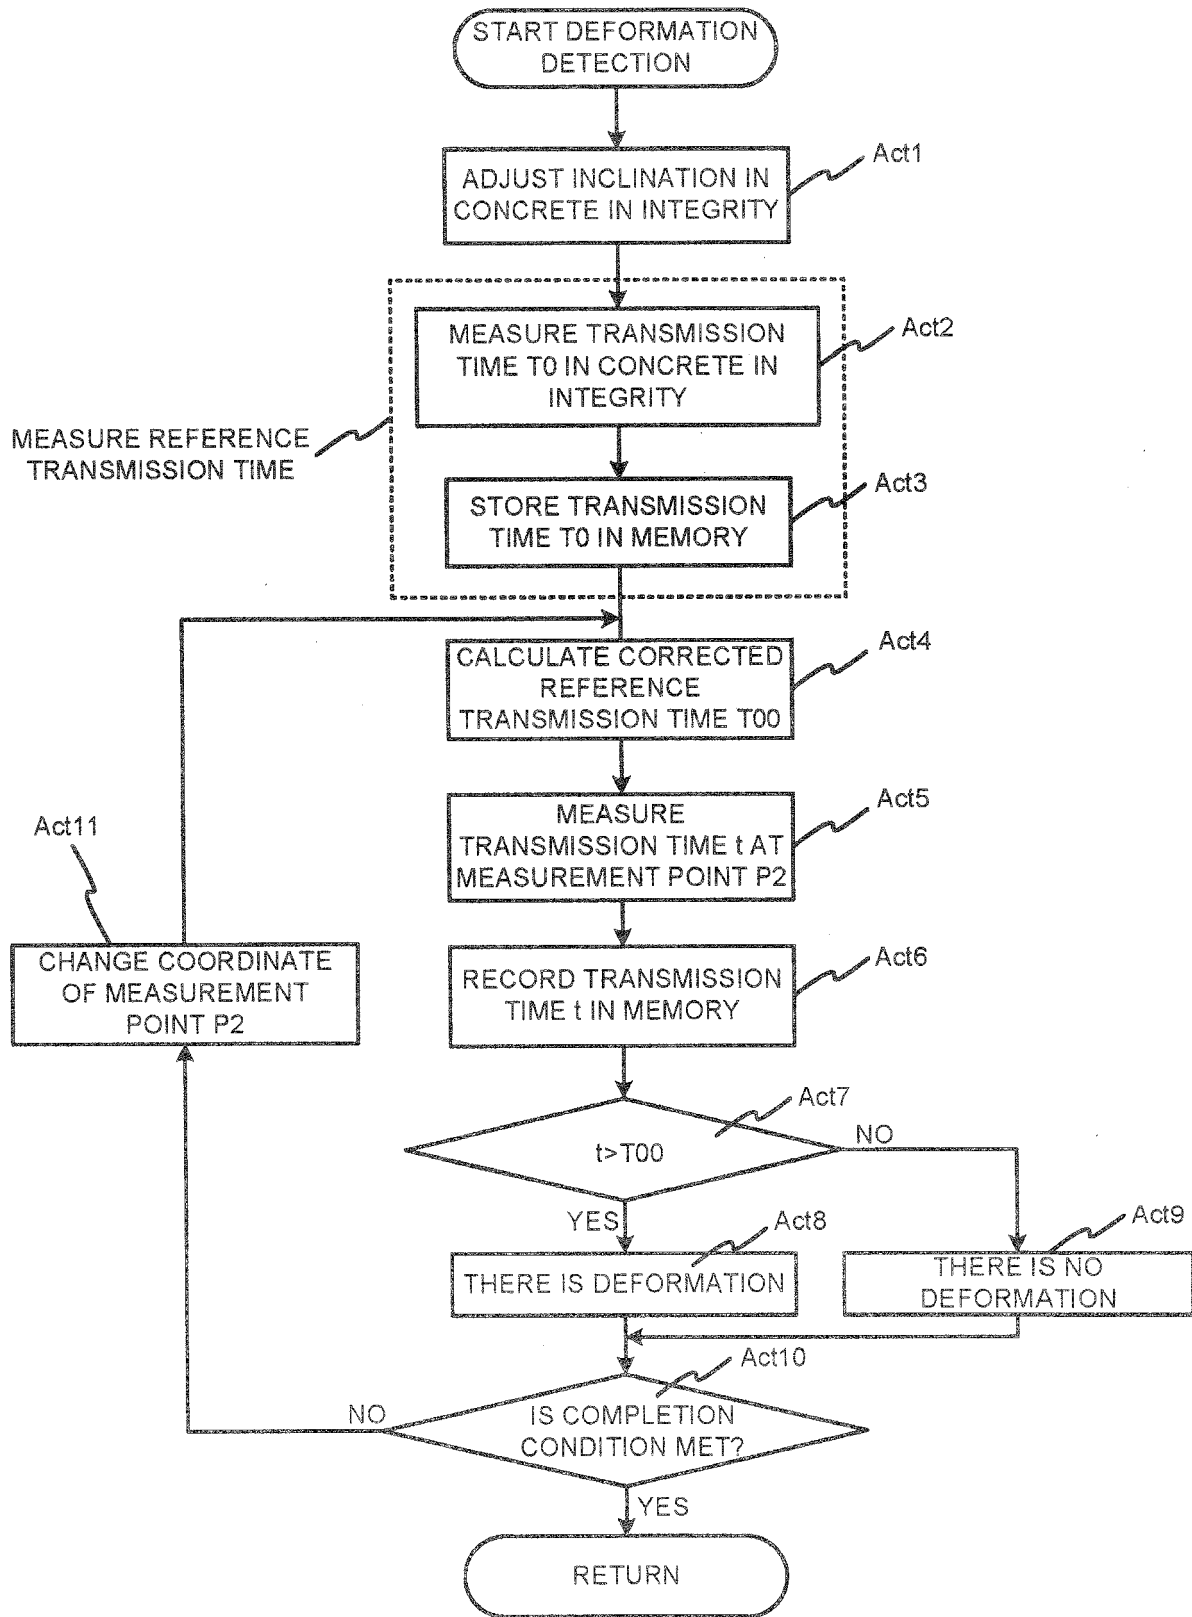 START DEFORMATION
DETECTION
Act1
ADJUST INCLINATION IN
CONCRETE IN INTEGRITY
Act2
MEASURE TRANSMISSION
TIME T0 IN CONCRETE IN
INTEGRITY
MEASURE REFERENCE
TRANSMISSION TIME
Act3
STORE TRANSMISSION
TIME T0 IN MEMORY
Act4
CALCULATE CORRECTED
REFERENCE
TRANSMISSION TIME T00
Act5
MEASURE
TRANSMISSION TIME t AT
MEASUREMENT POINT P2
Act11
CHANGE COORDINATE
OF MEASUREMENT
POINT P2
Act6
RECORD TRANSMISSION
TIME t IN MEMORY
Act7
t>T00
NO
YES
Act8
THERE IS DEFORMATION
Act9
THERE IS NO
DEFORMATION
Act10
IS COMPLETION
CONDITION MET?
NO
YES
RETURN